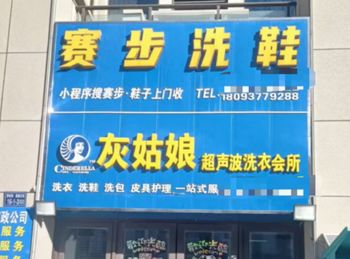 赛步洗鞋
小程序搜赛步·鞋子上门收 TEL 18093779288
CINDERELLA
灰姑娘 超声波洗衣会所
洗衣 洗鞋 洗包 皮具护理 一站式服
政公司
服务
服务